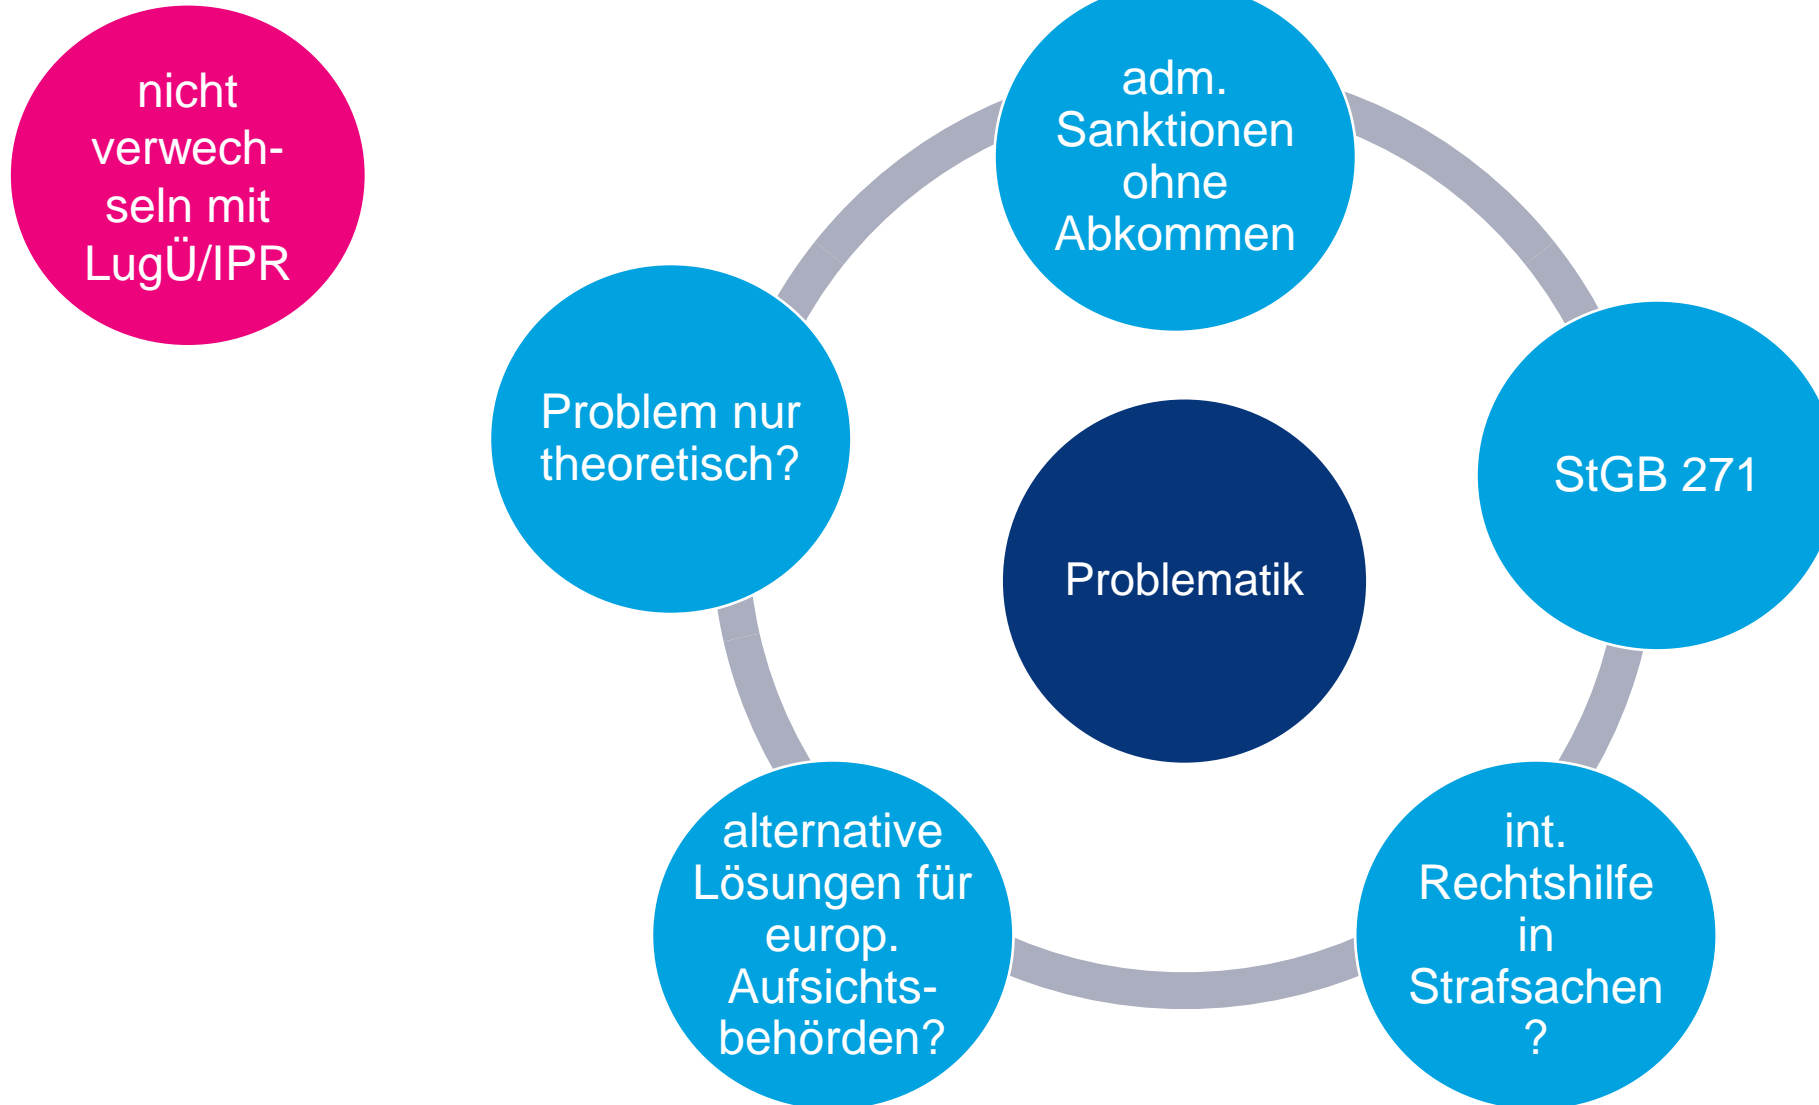 nicht
verwech-
seln mit
LugÜ/IPR
adm.
Sanktionen
ohne
Abkommen
StGB 271
int.
Rechtshilfe
in
Strafsachen
?
alternative
Lösungen für
europ.
Aufsichts-
behörden?
Problem nur
theoretisch?
Problematik